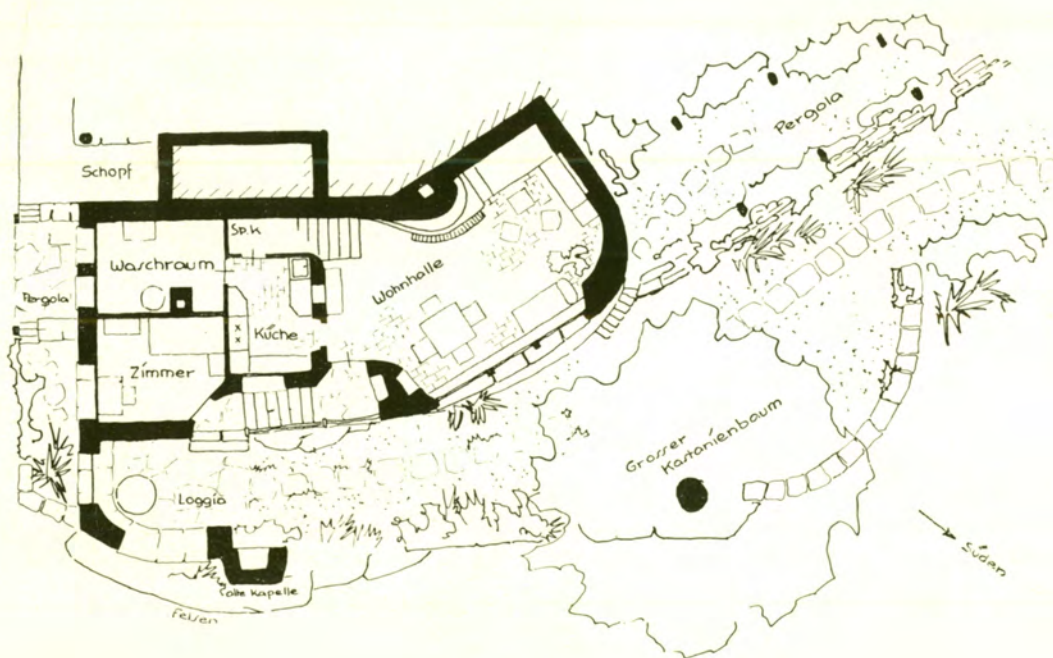 Pergola
Schopf
Sp.K
Waschraum
Wohnhalle
Pergola
Küche
Zimmer
Grosser
Kastanienbaum
Loggia
Süden
alte Kapelle
Felsen